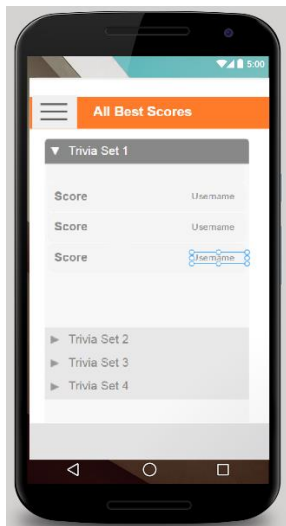 5:00
All Best Scores
▼ Trivia Set 1
Score Username
Score Username
Score Username
► Trivia Set 2
► Trivia Set 3
► Trivia Set 4